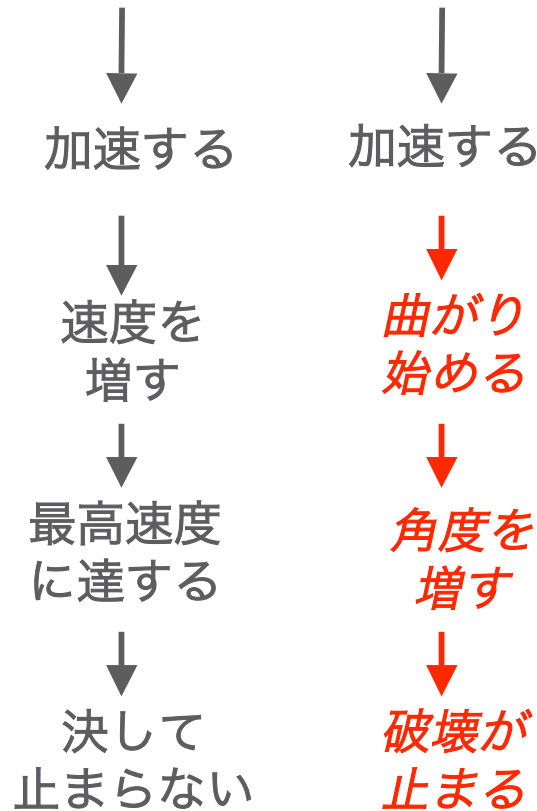 加速する
速度を
増す
最高速度
に達する
決して
止まらない
加速する
曲がり
始める
角度を
増す
破壊が
止まる